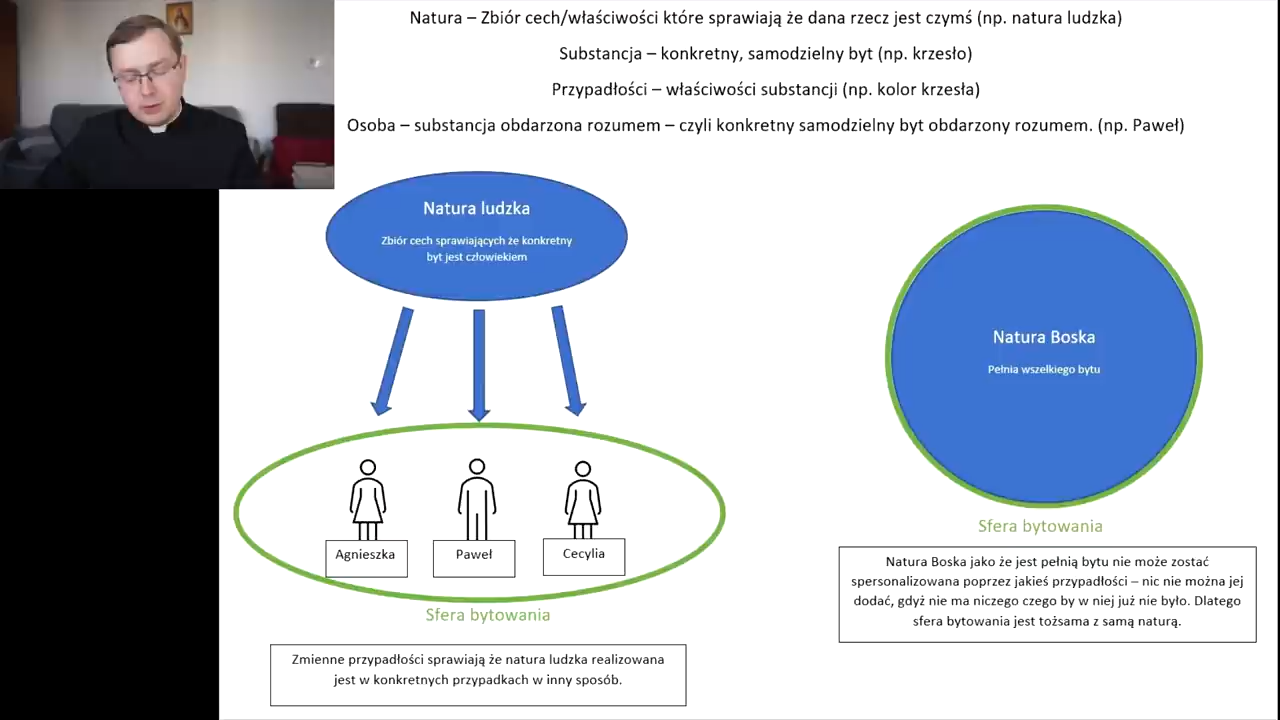 Natura – Zbiór cech/właściwości które sprawiają że dana rzecz jest czymś (np. natura ludzka)
Substancja – konkretny, samodzielny byt (np. krzesło)
Przypadłości – właściwości substancji (np. kolor krzesła)
Osoba – substancja obdarzona rozumem – czyli konkretny samodzielny byt obdarzony rozumem. (np. Paweł)
Natura ludzka
Zbiór cech sprawiających że konkretny
byt jest człowiekiem
Agnieszka
Paweł
Cecylia
Sfera bytowania
Zmienne przypadłości sprawiają że natura ludzka realizowana
jest w konkretnych przypadkach w inny sposób.
Natura Boska
Pełnia wszelkiego bytu
Sfera bytowania
Natura Boska jako że jest pełnią bytu nie może zostać
spersonalizowana poprzez jakieś przypadłości – nic nie można jej
dodać, gdyż nie ma niczego czego by w niej już nie było. Dlatego
sfera bytowania jest tożsama z samą naturą.